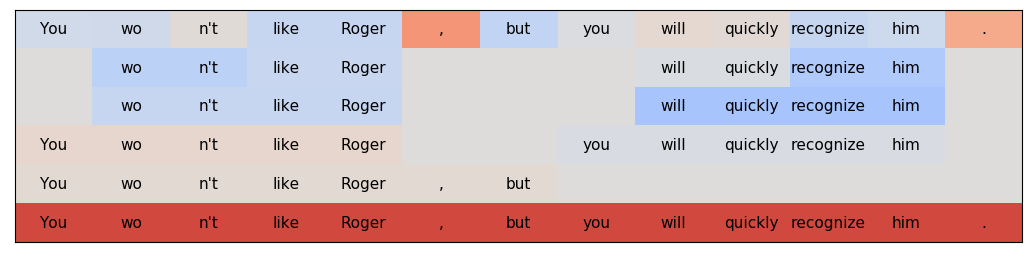 You wo n't like Roger , but you will quickly recognize him .
wo n't like Roger will quickly recognize him
wo n't like Roger will quickly recognize him
You wo n't like Roger you will quickly recognize him
You wo n't like Roger , but
You wo n't like Roger , but you will quickly recognize him .